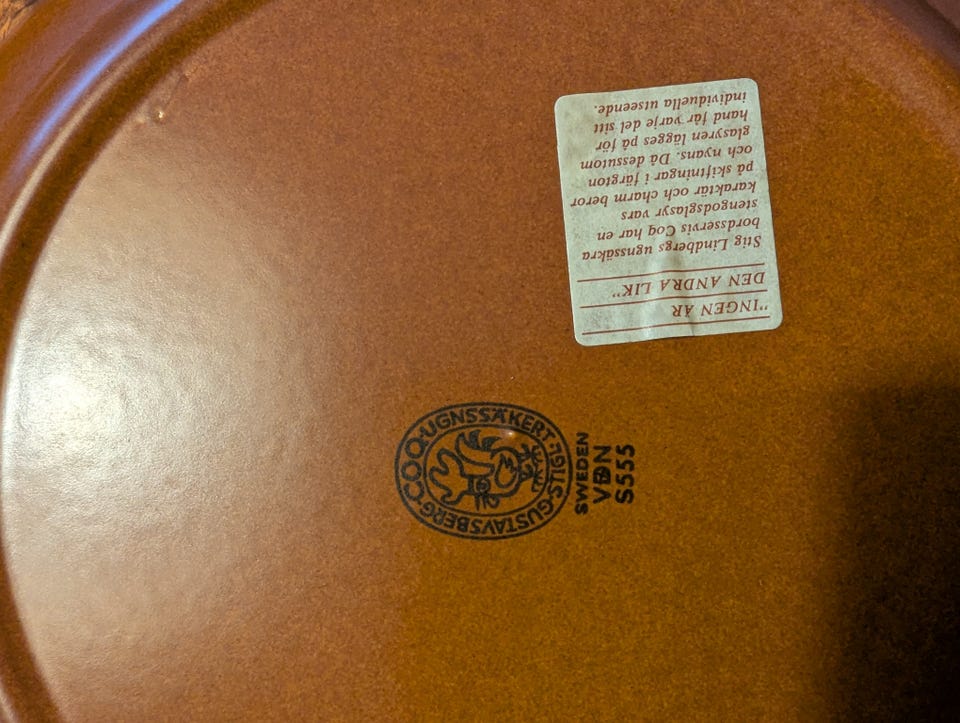 "INGEN ÄR
DEN ANDRA LIK"
Stig Lindbergs ugnssäkra
bordsservis Coq har en
stengodsglasyr vars
karaktär och charm beror
på skiftningar i färgton
och nyans. Då dessutom
glasyren lägges på för
hand får varje del sitt
individuella utseende.
COQ·UGNSSÄKERT·STIG L·GUSTAVSBERG·
SWEDEN
VDN
S555